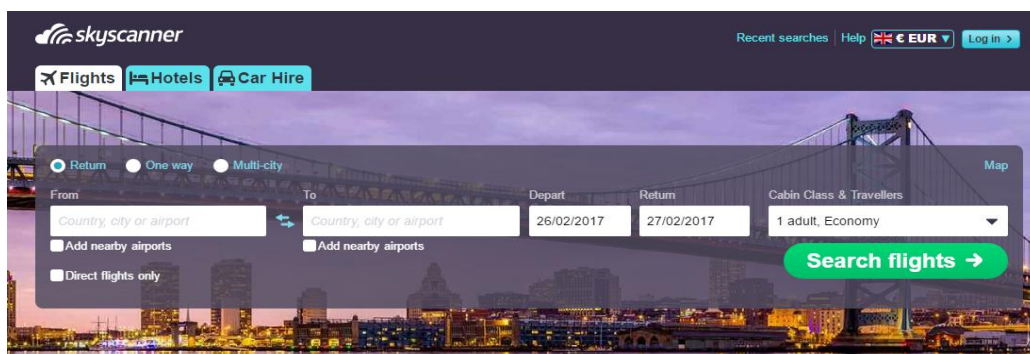 skyscanner
Recent searches Help € EUR Log in >
Flights Hotels Car Hire
Return One way Multi-city Map
From To Depart Return Cabin Class & Travellers
Country, city or airport Country, city or airport 26/02/2017 27/02/2017 1 adult, Economy
Add nearby airports Add nearby airports
Search flights →
Direct flights only